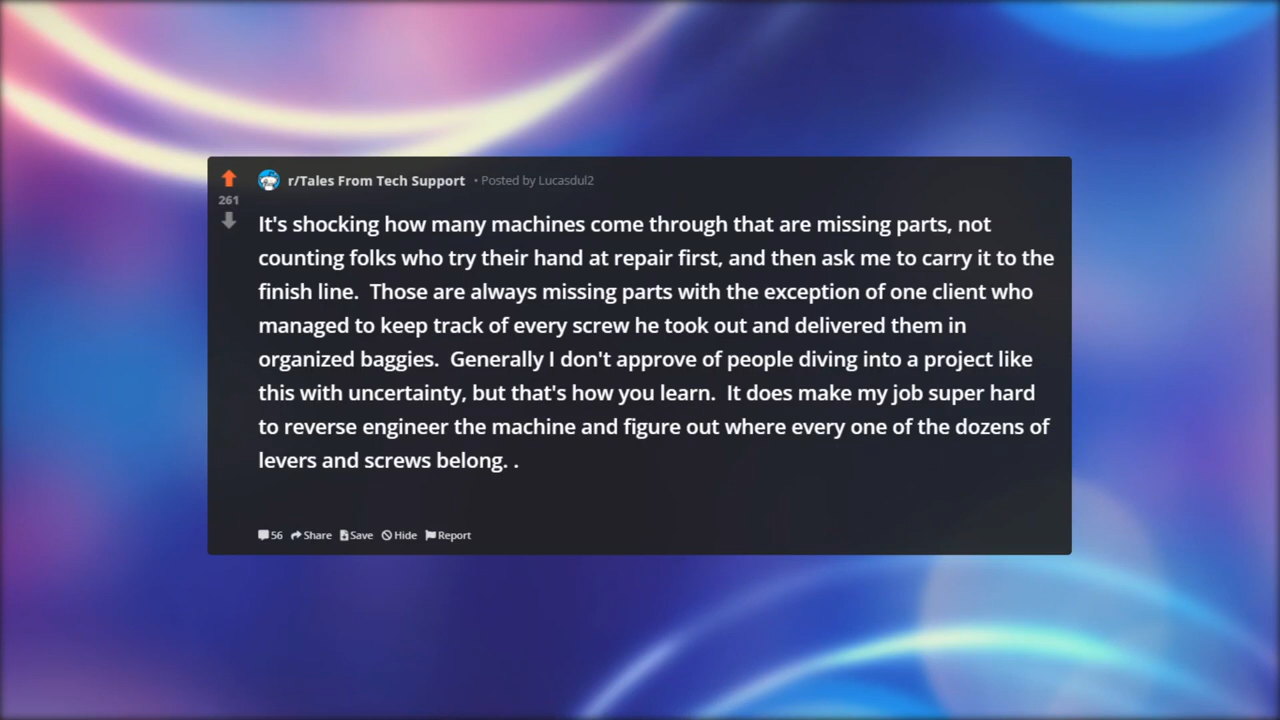 r/Tales From Tech Support • Posted by Lucasdul2
261
It's shocking how many machines come through that are missing parts, not
counting folks who try their hand at repair first, and then ask me to carry it to the
finish line.  Those are always missing parts with the exception of one client who
managed to keep track of every screw he took out and delivered them in
organized baggies.  Generally I don't approve of people diving into a project like
this with uncertainty, but that's how you learn.  It does make my job super hard
to reverse engineer the machine and figure out where every one of the dozens of
levers and screws belong. .
56 Share Save Hide Report